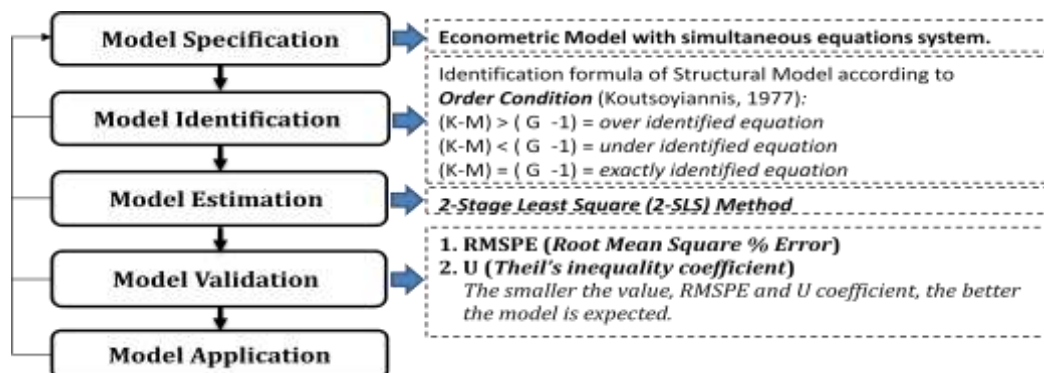 Model Specification
Econometric Model with simultaneous equations system.
Model Identification
Identification formula of Structural Model according to
Order Condition (Koutsoyiannis, 1977):
(K-M) > ( G -1) = over identified equation
(K-M) < ( G -1) = under identified equation
(K-M) = ( G -1) = exactly identified equation
Model Estimation
2-Stage Least Square (2-SLS) Method
Model Validation
1. RMSPE (Root Mean Square % Error)
2. U (Theil's inequality coefficient)
The smaller the value, RMSPE and U coefficient, the better
the model is expected.
Model Application